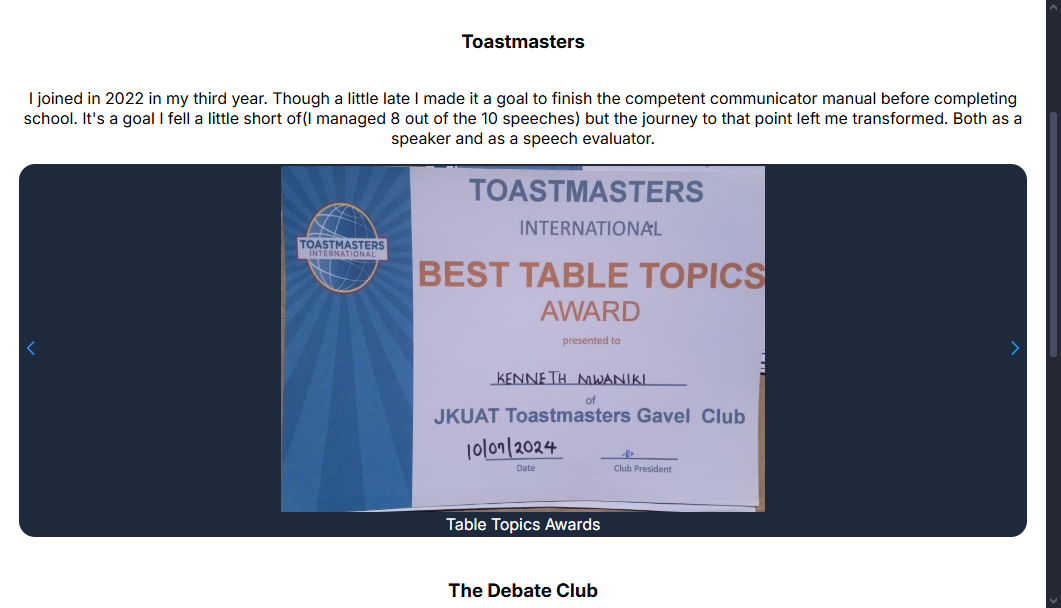 Toastmasters
I joined in 2022 in my third year. Though a little late I made it a goal to finish the competent communicator manual before completing
school. It's a goal I fell a little short of(I managed 8 out of the 10 speeches) but the journey to that point left me transformed. Both as a
speaker and as a speech evaluator.
TOASTMASTERS
INTERNATIONAL
TOASTMASTERS
INTERNATIONAL
BEST TABLE TOPICS
AWARD
presented to
KENNETH MWANIKI
of
JKUAT Toastmasters Gavel Club
10/07/2024
Date
Club President
Table Topics Awards
The Debate Club